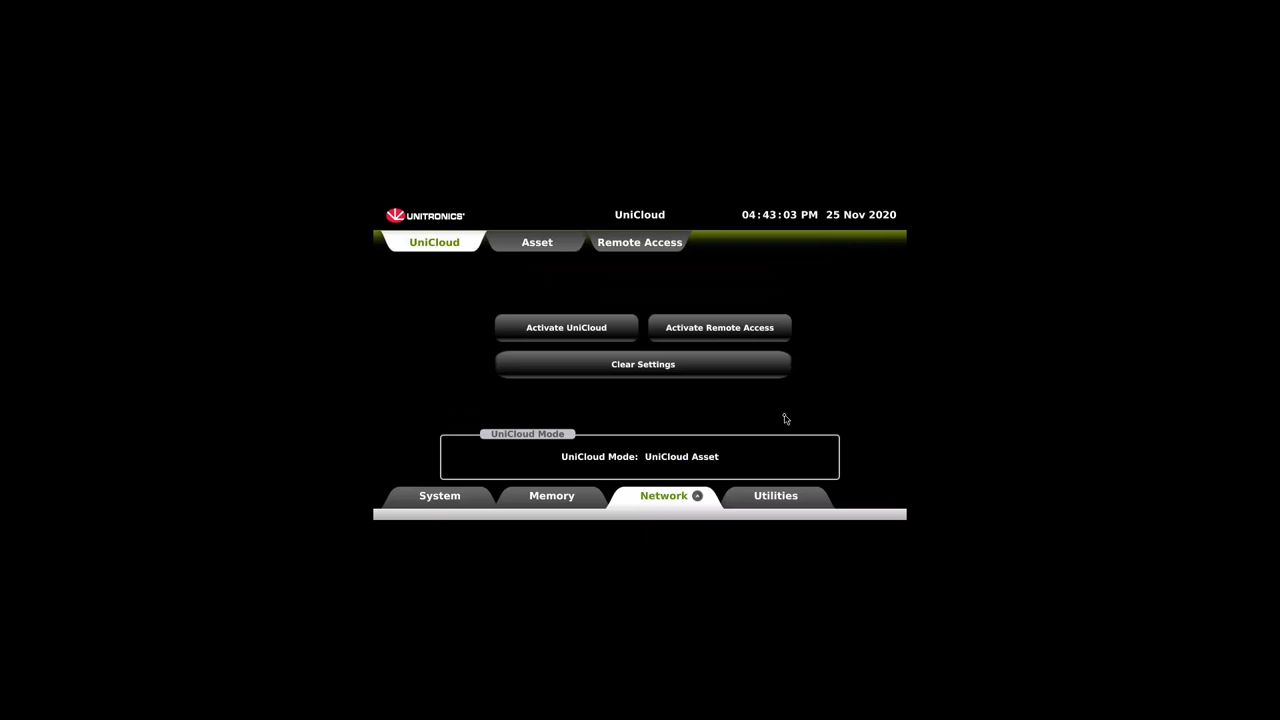 UNITRONICS
UniCloud
04:43:03 PM 25 Nov 2020
UniCloud
Asset
Remote Access
Activate UniCloud
Activate Remote Access
Clear Settings
UniCloud Mode
UniCloud Mode: UniCloud Asset
System
Memory
Network
Utilities